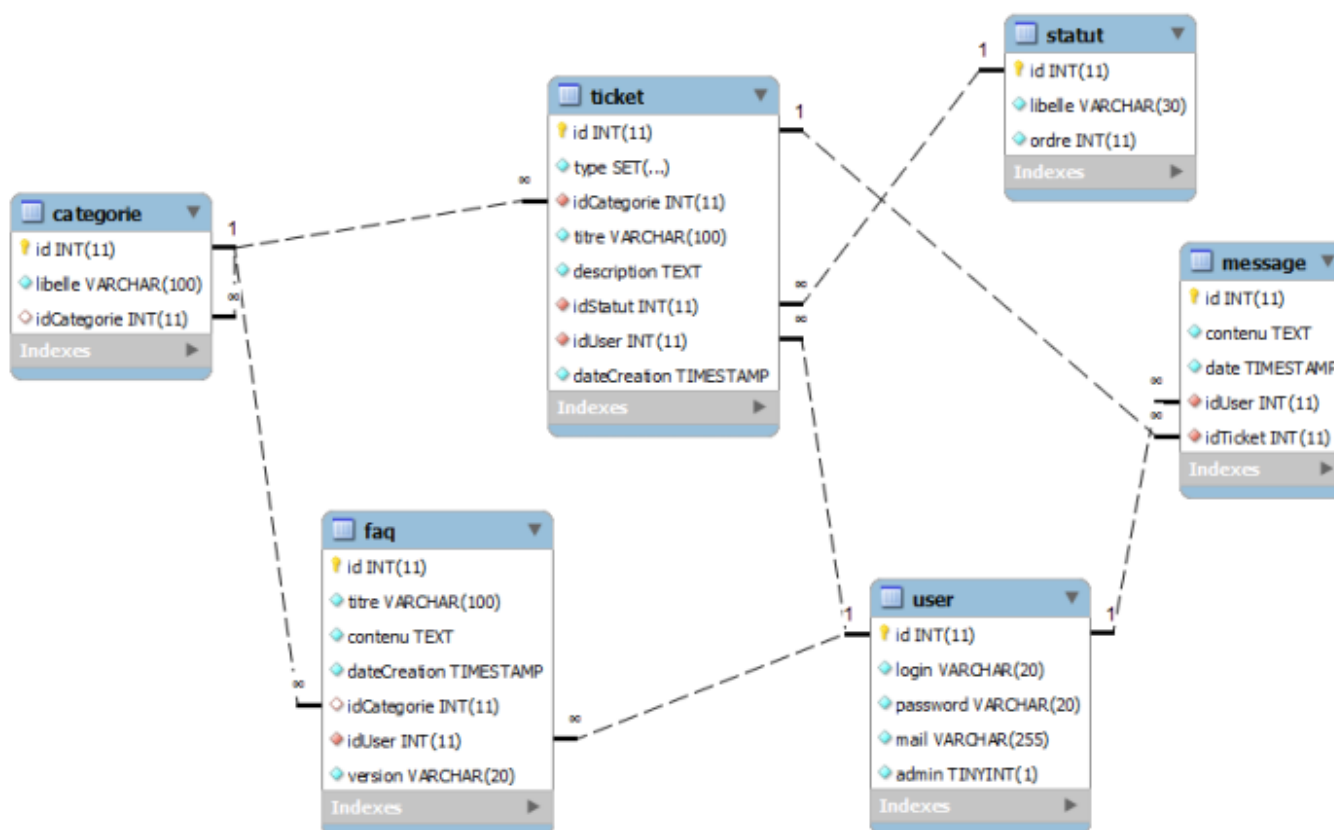 statut
1
id INT(11)
libelle VARCHAR(30)
ordre INT(11)
Indexes
ticket
1
id INT(11)
type SET(...)
∞
idCategorie INT(11)
titre VARCHAR(100)
description TEXT
∞
idStatut INT(11)
∞
idUser INT(11)
dateCreation TIMESTAMP
Indexes
categorie
1
id INT(11)
libelle VARCHAR(100)
∞
idCategorie INT(11)
Indexes
message
id INT(11)
contenu TEXT
date TIMESTAMP
∞
idUser INT(11)
∞
idTicket INT(11)
Indexes
faq
id INT(11)
titre VARCHAR(100)
contenu TEXT
dateCreation TIMESTAMP
∞
idCategorie INT(11)
∞
idUser INT(11)
version VARCHAR(20)
Indexes
user
1
1
id INT(11)
login VARCHAR(20)
password VARCHAR(20)
mail VARCHAR(255)
admin TINYINT(1)
Indexes